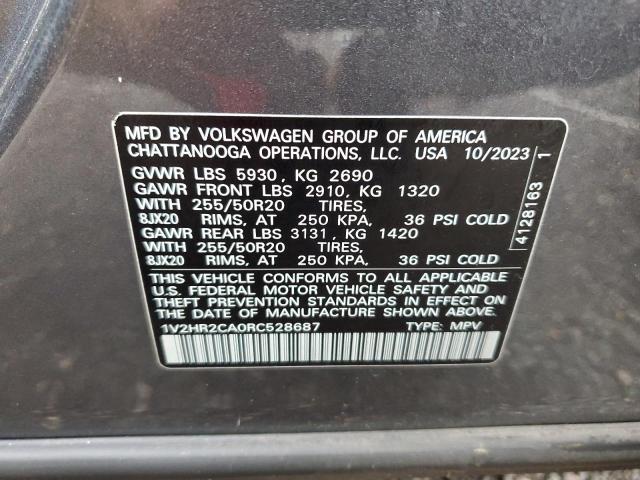 MFD BY VOLKSWAGEN GROUP OF AMERICA
CHATTANOOGA OPERATIONS, LLC. USA 10/2023
GVWR LBS 5930, KG 2690
GAWR FRONT LBS 2910, KG 1320
WITH 255/50R20 TIRES,
8JX20 RIMS, AT 250 KPA, 36 PSI COLD
GAWR REAR LBS 3131, KG 1420
WITH 255/50R20 TIRES,
8JX20 RIMS, AT 250 KPA, 36 PSI COLD
THIS VEHICLE CONFORMS TO ALL APPLICABLE
U.S. FEDERAL MOTOR VEHICLE SAFETY AND
THEFT PREVENTION STANDARDS IN EFFECT ON
THE DATE OF MANUFACTURE SHOWN ABOVE.
1V2HR2CA0RC528687 TYPE: MPV
4128163 1